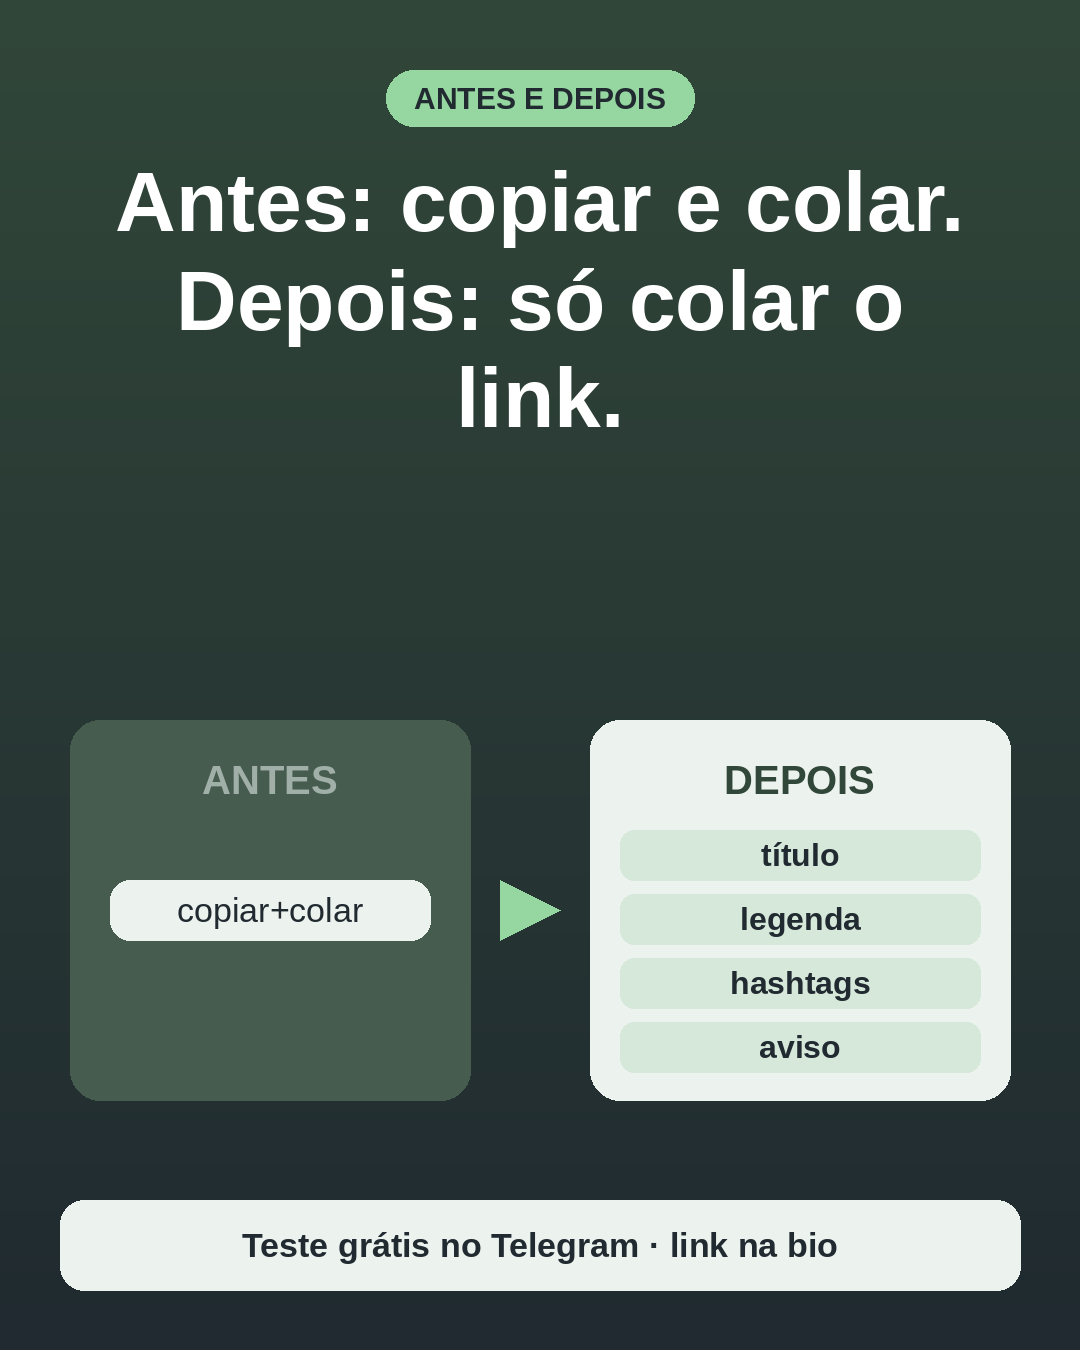 ANTES E DEPOIS
Antes: copiar e colar.
Depois: só colar o
link.
ANTES
copiar+colar
DEPOIS
título
legenda
hashtags
aviso
Teste grátis no Telegram · link na bio